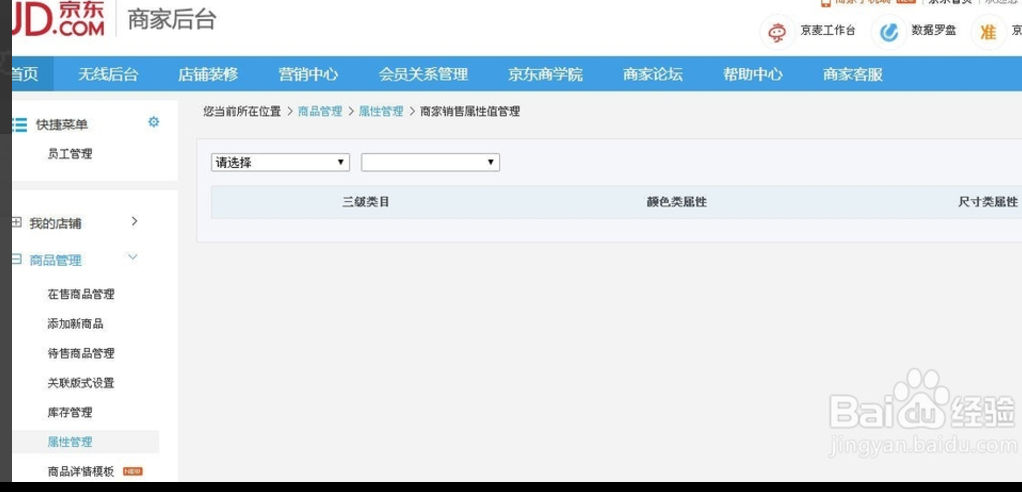 JD.COM 京东 商家后台
京麦工作台 数据罗盘 准 京
首页 无线后台 店铺装修 营销中心 会员关系管理 京东商学院 商家论坛 帮助中心 商家客服
快捷菜单
员工管理
我的店铺
商品管理
在售商品管理
添加新商品
待售商品管理
关联版式设置
库存管理
属性管理
商品详情模板 NEW
您当前所在位置 > 商品管理 > 属性管理 > 商家销售属性值管理
请选择
三级类目 颜色类属性 尺寸类属性
Baidu 经验
jingyan.baidu.com